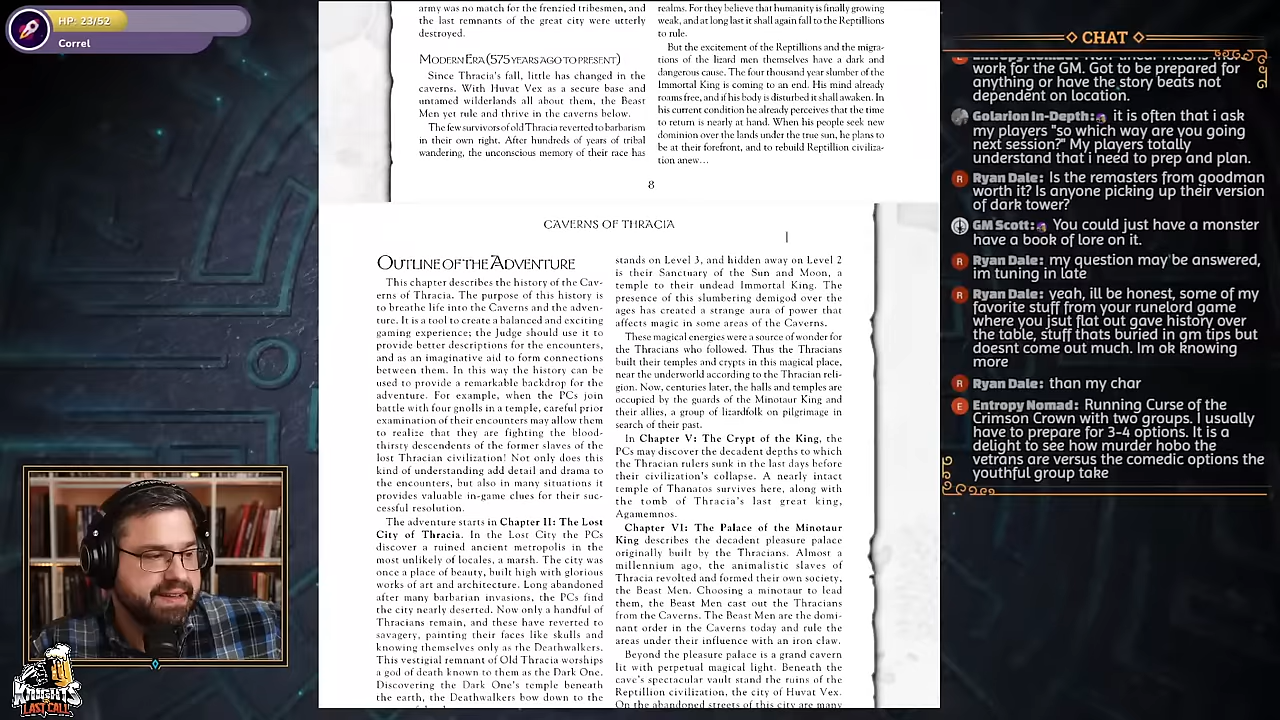 HP: 23/52
Correl
army was no match for the frenzied tribesmen, and
the last remnants of the great city were utterly
destroyed.
MODERN ERA (575 YEARS AGO TO PRESENT)
Since Thracia's fall, little has changed in the
caverns. With Huvat Vex as a secure base and
untamed wilderlands all about them, the Beast
Men yet rule and thrive in the caverns below.
The few survivors of old Thracia reverted to barbarism
in their own right. After hundreds of years of tribal
wandering, the unconscious memory of their race has
realms. For they believe that humanity is finally growing
weak, and at long last it shall again fall to the Reptillions
to rule.
But the excitement of the Reptillions and the migra-
tions of the lizard men themselves have a dark and
dangerous cause. The four thousand year slumber of the
Immortal King is coming to an end. His mind already
roams free, and if his body is disturbed it shall awaken. In
his current condition he already perceives that the time
to return is nearly at hand. When his people seek new
dominion over the lands under the true sun, he plans to
be at their forefront, and to rebuild Reptillion civiliza-
tion anew…
8
CAVERNS OF THRACIA
OUTLINE OF THE ADVENTURE
This chapter describes the history of the Cav-
erns of Thracia. The purpose of this history is
to breathe life into the Caverns and the adven-
ture. It is a tool to create a balanced and exciting
gaming experience; the Judge should use it to
provide better descriptions for the encounters,
and as an imaginative aid to form connections
between them. In this way the history can be
used to provide a remarkable backdrop for the
adventure. For example, when the PCs join
battle with four gnolls in a temple, careful prior
examination of their encounters may allow them
to realize that they are fighting the blood-
thirsty descendents of the former slaves of the
lost Thracian civilization! Not only does this
kind of understanding add detail and drama to
the encounters, but also in many situations it
provides valuable in-game clues for their suc-
cessful resolution.
The adventure starts in Chapter II: The Lost
City of Thracia. In the Lost City the PCs
discover a ruined ancient metropolis in the
most unlikely of locales, a marsh. The city was
once a place of beauty, built high with glorious
works of art and architecture. Long abandoned
after many barbarian invasions, the PCs find
the city nearly deserted. Now only a handful of
Thracians remain, and these have reverted to
savagery, painting their faces like skulls and
knowing themselves only as the Deathwalkers.
This vestigial remnant of Old Thracia worships
a god of death known to them as the Dark One.
Discovering the Dark One's temple beneath
the earth, the Deathwalkers bow down to the
stands on Level 3, and hidden away on Level 2
is their Sanctuary of the Sun and Moon, a
temple to their undead Immortal King. The
presence of this slumbering demigod over the
ages has created a strange aura of power that
affects magic in some areas of the Caverns.
These magical energies were a source of wonder for
the Thracians who followed. Thus the Thracians
built their temples and crypts in this magical place,
near the underworld according to the Thracian reli-
gion. Now, centuries later, the halls and temples are
occupied by the guards of the Minotaur King and
their allies, a group of lizardfolk on pilgrimage in
search of their past.
In Chapter V: The Crypt of the King, the
PCs may discover the decadent depths to which
the Thracian rulers sunk in the last days before
their civilization's collapse. A nearly intact
temple of Thanatos survives here, along with
the tomb of Thracia's last great king,
Agamemnos.
Chapter VI: The Palace of the Minotaur
King describes the decadent pleasure palace
originally built by the Thracians. Almost a
millennium ago, the animalistic slaves of
Thracia revolted and formed their own society,
the Beast Men. Choosing a minotaur to lead
them, the Beast Men cast out the Thracians
from the Caverns. The Beast Men are the domi-
nant order in the Caverns today and rule the
areas under their influence with an iron claw.
Beyond the pleasure palace is a grand cavern
lit with perpetual magical light. Beneath the
cave's spectacular vault stand the ruins of the
Reptillion civilization, the city of Huvat Vex.
On the abandoned streets of this city are many
CHAT
work for the GM. Got to be prepared for
anything or have the story beats not
dependent on location.
Golarion In-Depth: it is often that i ask
my players "so which way are you going
next session?" My players totally
understand that i need to prep and plan.
Ryan Dale: Is the remasters from goodman
worth it? Is anyone picking up their version
of dark tower?
GM Scott: You could just have a monster
have a book of lore on it.
Ryan Dale: my question may be answered,
im tuning in late
Ryan Dale: yeah, ill be honest, some of my
favorite stuff from your runelord game
where you jsut flat out gave history over
the table, stuff thats buried in gm tips but
doesnt come out much. Im ok knowing
more
Ryan Dale: than my char
Entropy Nomad: Running Curse of the
Crimson Crown with two groups. I usually
have to prepare for 3-4 options. It is a
delight to see how murder hobo the
vetrans are versus the comedic options the
youthful group take
KNIGHTS
LAST CALL